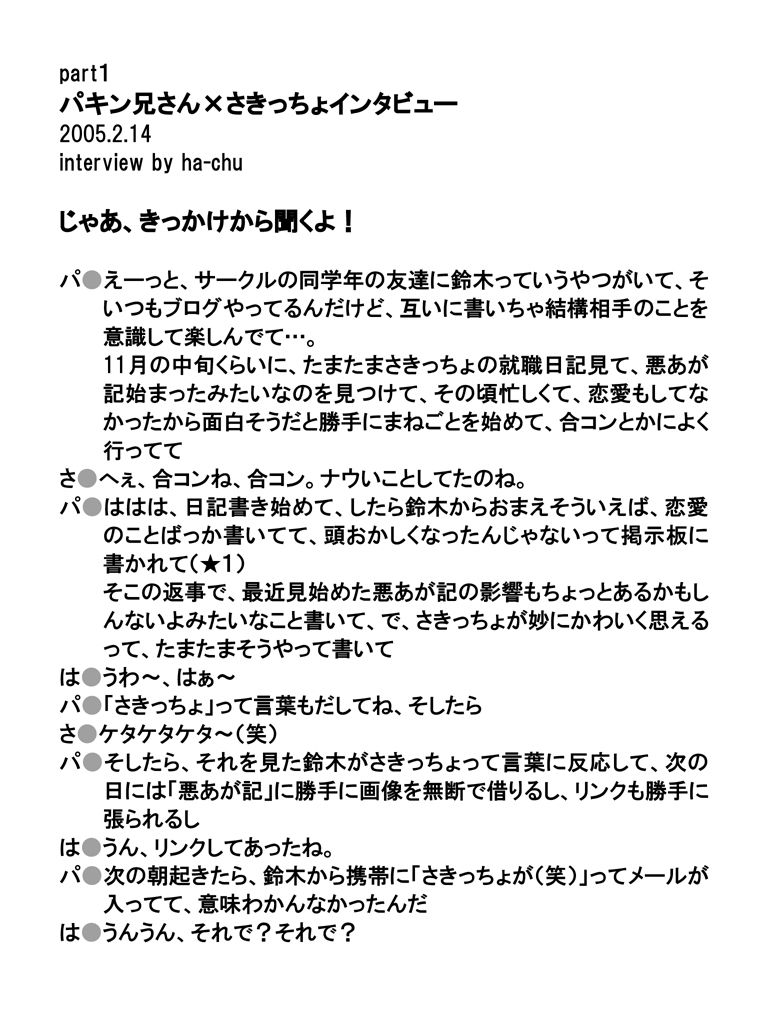 part1
パキン兄さん×さきっちょインタビュー
2005.2.14
interview by ha-chu
じゃあ、きっかけから聞くよ！
パ●えーっと、サークルの同学年の友達に鈴木っていうやつがいて、そ
いつもブログやってるんだけど、互いに書いちゃ結構相手のことを
意識して楽しんでて…。
11月の中旬くらいに、たまたまさきっちょの就職日記見て、悪あが
記始まったみたいなのを見つけて、その頃忙しくて、恋愛もしてな
かったから面白そうだと勝手にまねごとを始めて、合コンとかによく
行ってて
さ●へぇ、合コンね、合コン。ナウいことしてたのね。
パ●ははは、日記書き始めて、したら鈴木からおまえそういえば、恋愛
のことばっか書いてて、頭おかしくなったんじゃないって掲示板に
書かれて（★1）
そこの返事で、最近見始めた悪あが記の影響もちょっとあるかもし
んないよみたいなこと書いて、で、さきっちょが妙にかわいく思える
って、たまたまそうやって書いて
は●うわ～、はぁ～
パ●「さきっちょ」って言葉もだしてね、そしたら
さ●ケタケタケタ～（笑）
パ●そしたら、それを見た鈴木がさきっちょって言葉に反応して、次の
日には「悪あが記」に勝手に画像を無断で借りるし、リンクも勝手に
張られるし
は●うん、リンクしてあったね。
パ●次の朝起きたら、鈴木から携帯に「さきっちょが（笑）」ってメールが
入ってて、意味わかんなかったんだ
は●うんうん、それで？それで？